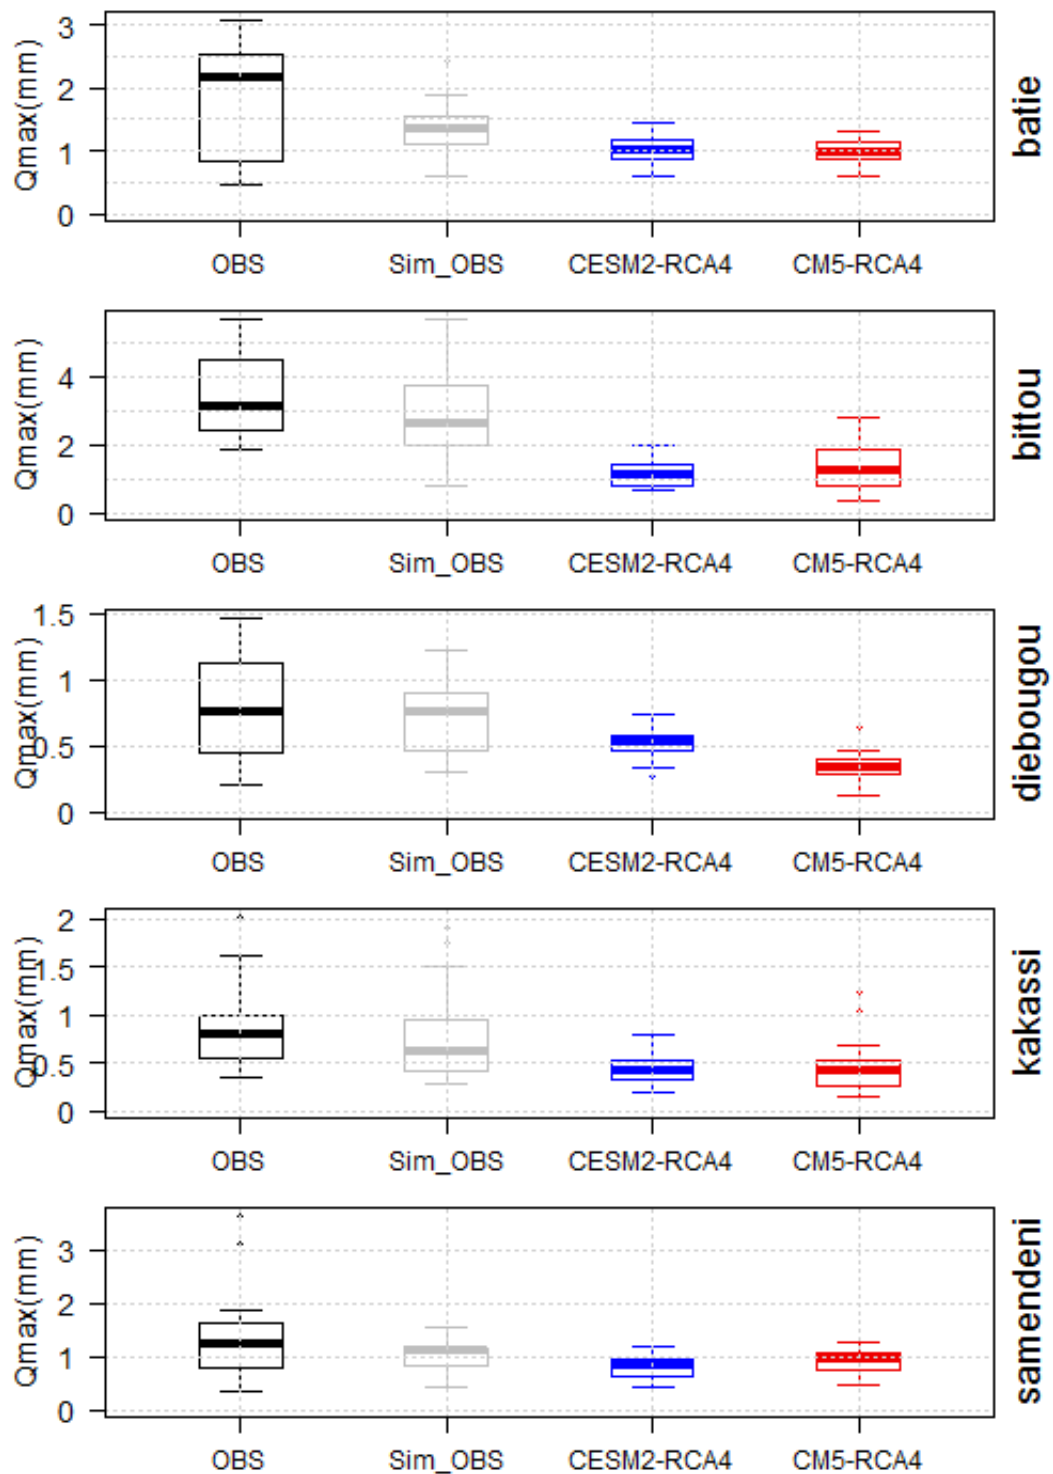 3
2
1
0
Qmax(mm)
batie
OBS Sim_OBS CESM2-RCA4 CM5-RCA4
4
2
0
Qmax(mm)
bittou
OBS Sim_OBS CESM2-RCA4 CM5-RCA4
1.5
1
0.5
0
Qmax(mm)
diebougou
OBS Sim_OBS CESM2-RCA4 CM5-RCA4
2
1.5
1
0.5
0
Qmax(mm)
kakassi
OBS Sim_OBS CESM2-RCA4 CM5-RCA4
3
2
1
0
Qmax(mm)
samendeni
OBS Sim_OBS CESM2-RCA4 CM5-RCA4